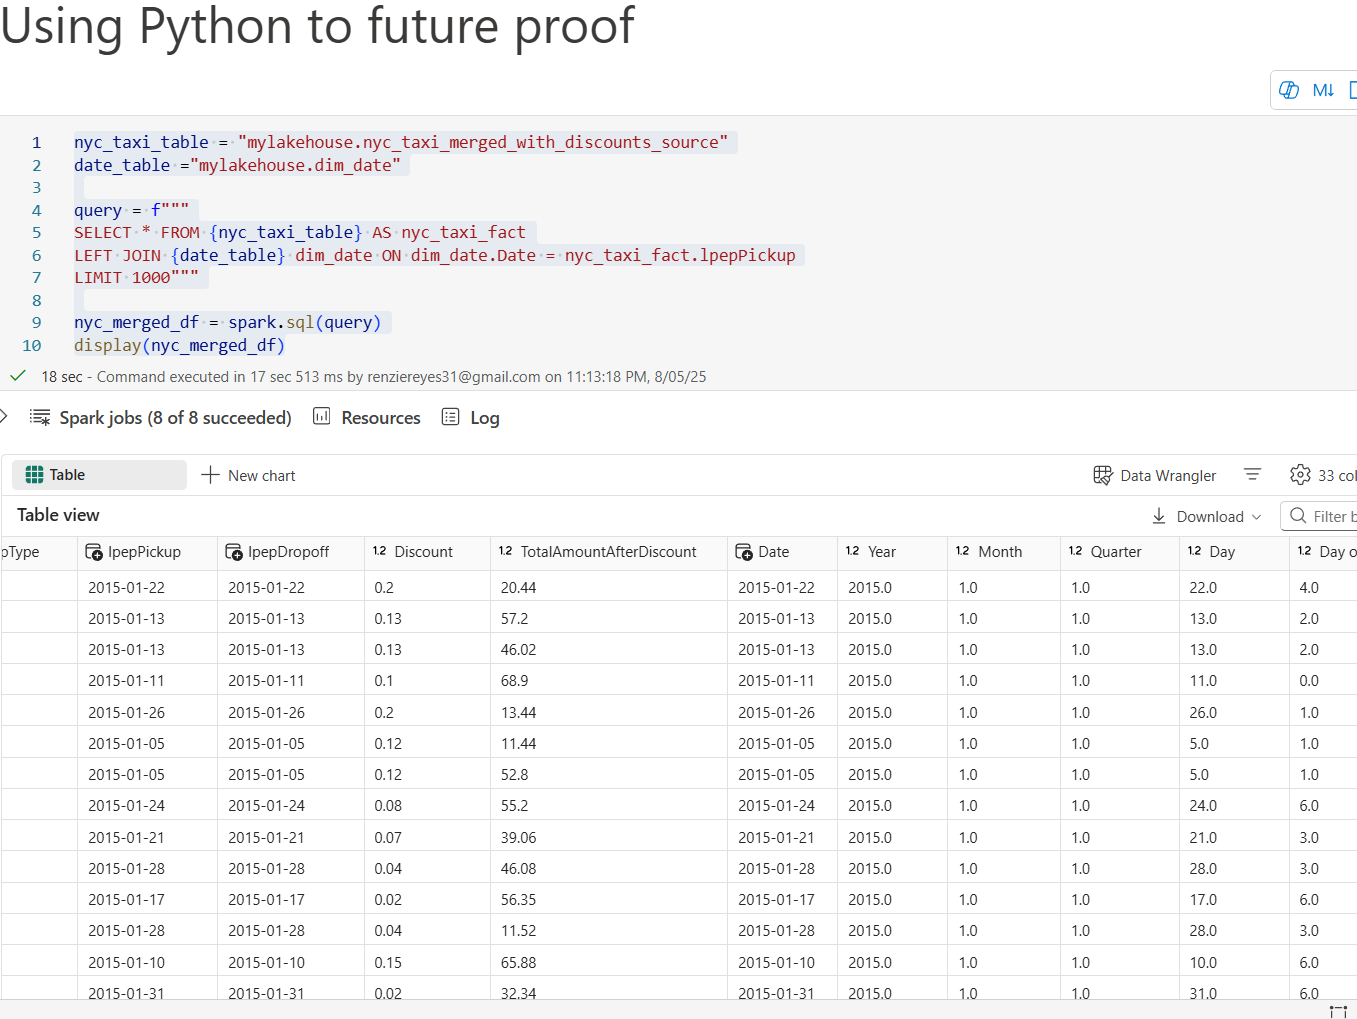 Using Python to future proof
M↓
1 nyc_taxi_table = "mylakehouse.nyc_taxi_merged_with_discounts_source"
2 date_table ="mylakehouse.dim_date"
3
4 query = f"""
5 SELECT * FROM {nyc_taxi_table} AS nyc_taxi_fact
6 LEFT JOIN {date_table} dim_date ON dim_date.Date = nyc_taxi_fact.lpepPickup
7 LIMIT 1000"""
8
9 nyc_merged_df = spark.sql(query)
10 display(nyc_merged_df)
18 sec - Command executed in 17 sec 513 ms by renziereyes31@gmail.com on 11:13:18 PM, 8/05/25
Spark jobs (8 of 8 succeeded) Resources Log
Table New chart Data Wrangler 33 col
Table view Download Filter b
pType lpepPickup lpepDropoff 1.2 Discount 1.2 TotalAmountAfterDiscount Date 1.2 Year 1.2 Month 1.2 Quarter 1.2 Day 1.2 Day o
2015-01-22 2015-01-22 0.2 20.44 2015-01-22 2015.0 1.0 1.0 22.0 4.0
2015-01-13 2015-01-13 0.13 57.2 2015-01-13 2015.0 1.0 1.0 13.0 2.0
2015-01-13 2015-01-13 0.13 46.02 2015-01-13 2015.0 1.0 1.0 13.0 2.0
2015-01-11 2015-01-11 0.1 68.9 2015-01-11 2015.0 1.0 1.0 11.0 0.0
2015-01-26 2015-01-26 0.2 13.44 2015-01-26 2015.0 1.0 1.0 26.0 1.0
2015-01-05 2015-01-05 0.12 11.44 2015-01-05 2015.0 1.0 1.0 5.0 1.0
2015-01-05 2015-01-05 0.12 52.8 2015-01-05 2015.0 1.0 1.0 5.0 1.0
2015-01-24 2015-01-24 0.08 55.2 2015-01-24 2015.0 1.0 1.0 24.0 6.0
2015-01-21 2015-01-21 0.07 39.06 2015-01-21 2015.0 1.0 1.0 21.0 3.0
2015-01-28 2015-01-28 0.04 46.08 2015-01-28 2015.0 1.0 1.0 28.0 3.0
2015-01-17 2015-01-17 0.02 56.35 2015-01-17 2015.0 1.0 1.0 17.0 6.0
2015-01-28 2015-01-28 0.04 11.52 2015-01-28 2015.0 1.0 1.0 28.0 3.0
2015-01-10 2015-01-10 0.15 65.88 2015-01-10 2015.0 1.0 1.0 10.0 6.0
2015-01-31 2015-01-31 0.02 32.34 2015-01-31 2015.0 1.0 1.0 31.0 6.0